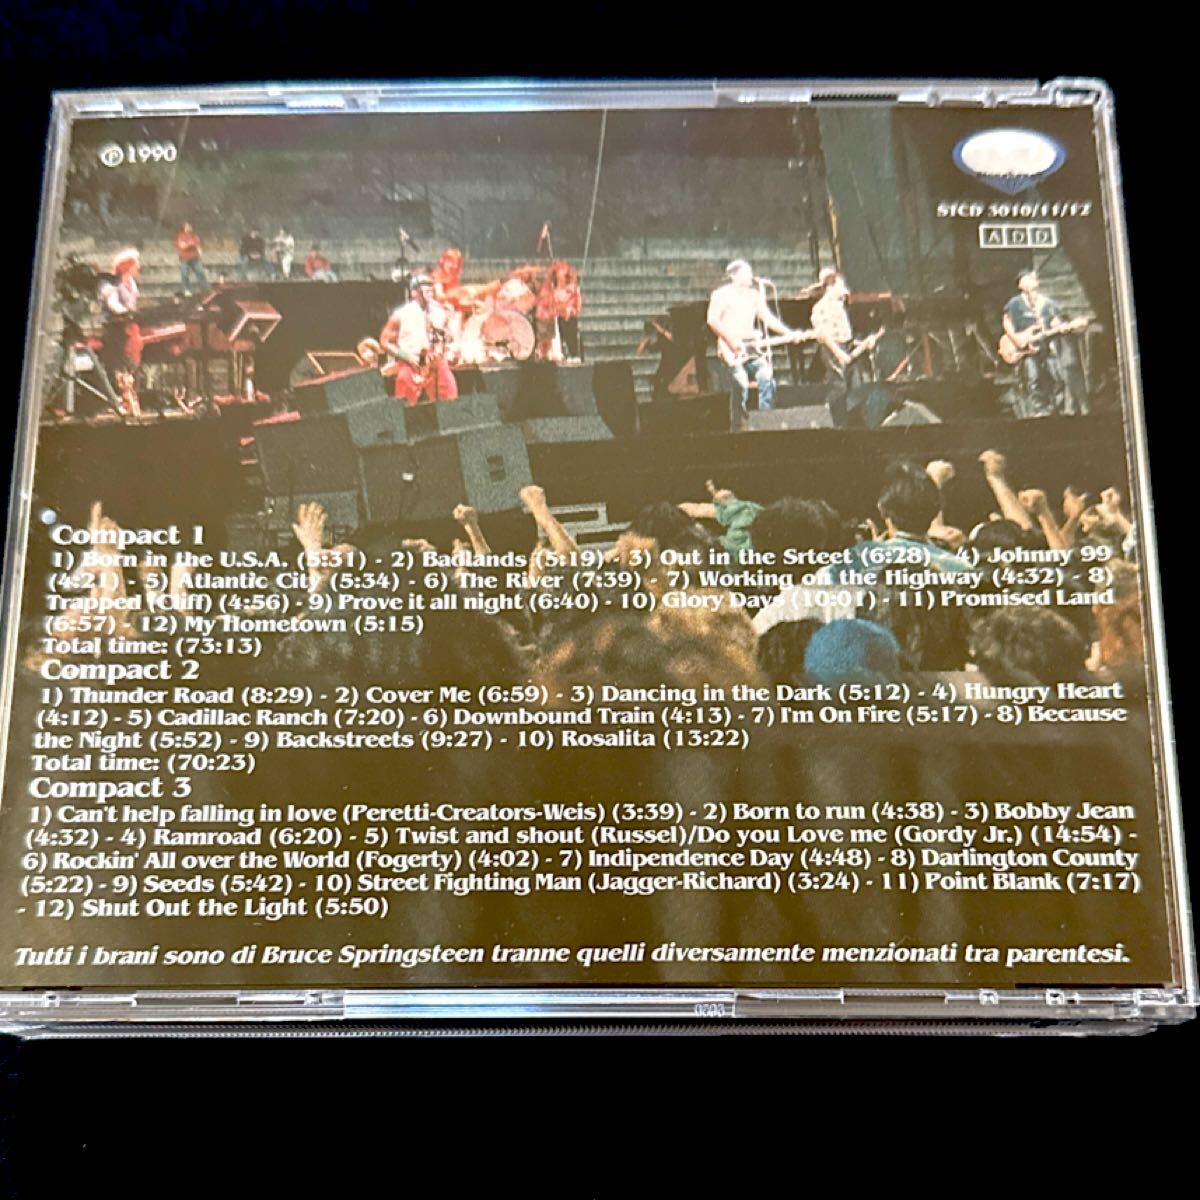 ℗1990
STCD 3010/11/12
A D D
Compact 1
1) Born in the U.S.A. (5:31) - 2) Badlands (5:19) - 3) Out in the Srteet (6:28) - 4) Johnny 99
(4:21) - 5) Atlantic City (5:34) - 6) The River (7:39) - 7) Working on the Highway (4:32) - 8)
Trapped (Cliff) (4:56) - 9) Prove it all night (6:40) - 10) Glory Days (10:01) - 11) Promised Land
(6:57) - 12) My Hometown (5:15)
Total time: (73:13)
Compact 2
1) Thunder Road (8:29) - 2) Cover Me (6:59) - 3) Dancing in the Dark (5:12) - 4) Hungry Heart
(4:12) - 5) Cadillac Ranch (7:20) - 6) Downbound Train (4:13) - 7) I'm On Fire (5:17) - 8) Because
the Night (5:52) - 9) Backstreets (9:27) - 10) Rosalita (13:22)
Total time: (70:23)
Compact 3
1) Can't help falling in love (Peretti-Creators-Weis) (3:39) - 2) Born to run (4:38) - 3) Bobby Jean
(4:32) - 4) Ramroad (6:20) - 5) Twist and shout (Russel)/Do you Love me (Gordy Jr.) (14:54) -
6) Rockin' All over the World (Fogerty) (4:02) - 7) Indipendence Day (4:48) - 8) Darlington County
(5:22) - 9) Seeds (5:42) - 10) Street Fighting Man (Jagger-Richard) (3:24) - 11) Point Blank (7:17)
- 12) Shut Out the Light (5:50)
Tutti i brani sono di Bruce Springsteen tranne quelli diversamente menzionati tra parentesi.